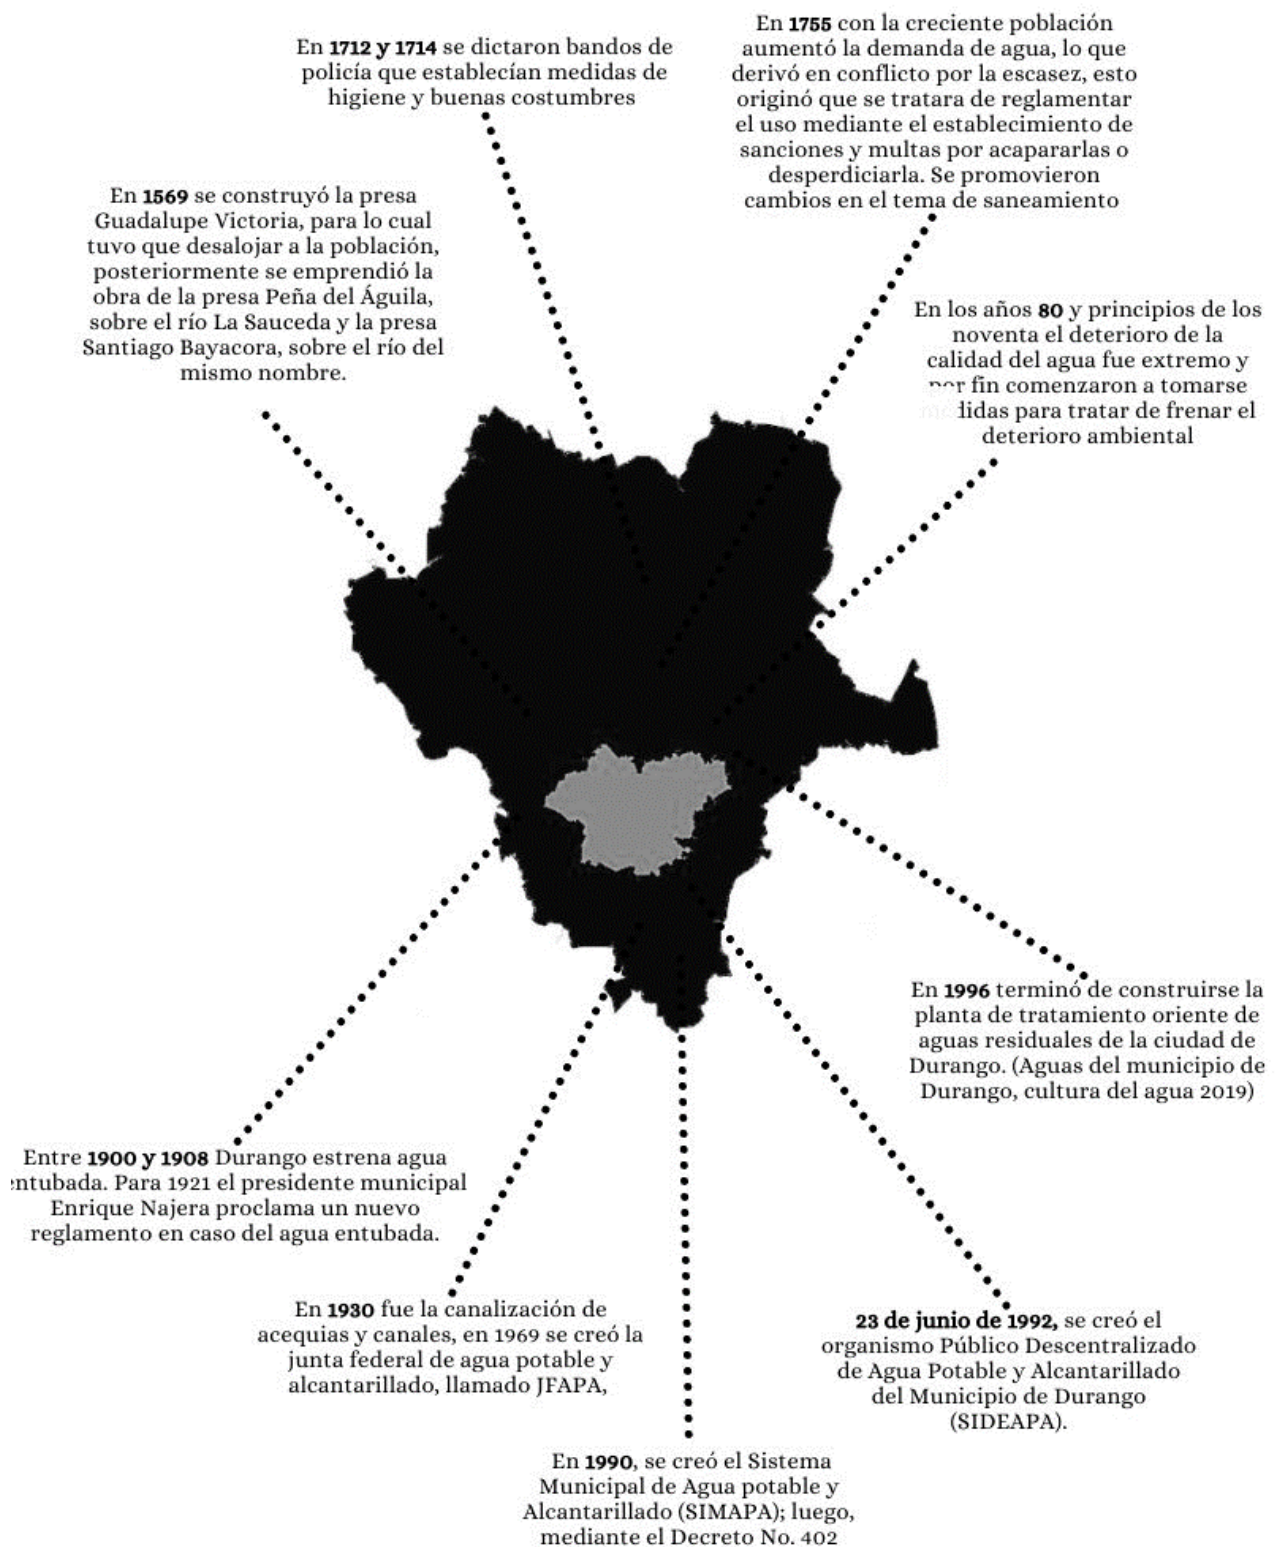 En 1712 y 1714 se dictaron bandos de
policía que establecían medidas de
higiene y buenas costumbres
En 1755 con la creciente población
aumentó la demanda de agua, lo que
derivó en conflicto por la escasez, esto
originó que se tratara de reglamentar
el uso mediante el establecimiento de
sanciones y multas por acapararlas o
desperdiciarla. Se promovieron
cambios en el tema de saneamiento
En 1569 se construyó la presa
Guadalupe Victoria, para lo cual
tuvo que desalojar a la población,
posteriormente se emprendió la
obra de la presa Peña del Águila,
sobre el río La Sauceda y la presa
Santiago Bayacora, sobre el río del
mismo nombre.
En los años 80 y principios de los
noventa el deterioro de la
calidad del agua fue extremo y
por fin comenzaron a tomarse
medidas para tratar de frenar el
deterioro ambiental
En 1996 terminó de construirse la
planta de tratamiento oriente de
aguas residuales de la ciudad de
Durango. (Aguas del municipio de
Durango, cultura del agua 2019)
Entre 1900 y 1908 Durango estrena agua
entubada. Para 1921 el presidente municipal
Enrique Najera proclama un nuevo
reglamento en caso del agua entubada.
En 1930 fue la canalización de
acequias y canales, en 1969 se creó la
junta federal de agua potable y
alcantarillado, llamado JFAPA,
23 de junio de 1992, se creó el
organismo Público Descentralizado
de Agua Potable y Alcantarillado
del Municipio de Durango
(SIDEAPA).
En 1990, se creó el Sistema
Municipal de Agua potable y
Alcantarillado (SIMAPA); luego,
mediante el Decreto No. 402